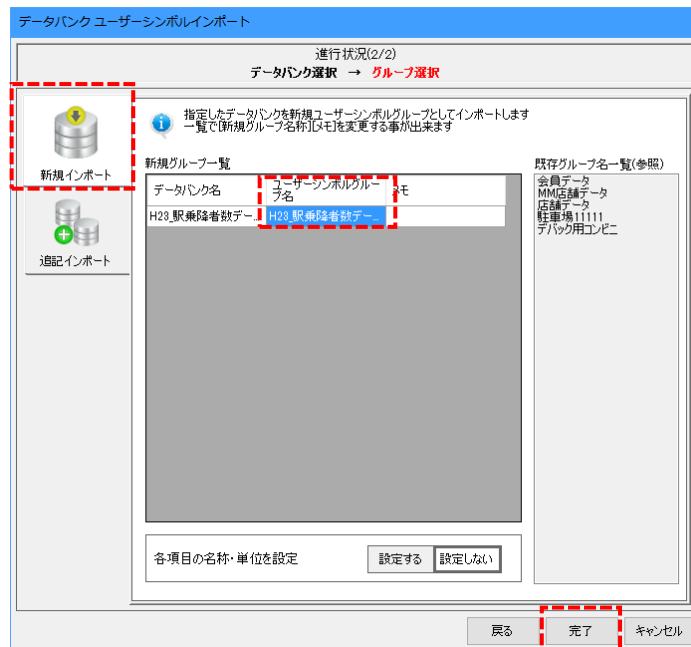 データバンク ユーザーシンボルインポート
進行状況(2/2)
データバンク選択 → グループ選択
新規インポート
追記インポート
指定したデータバンクを新規ユーザーシンボルグループとしてインポートします
一覧で[新規グループ名称][メモ]を変更する事が出来ます
新規グループ一覧
データバンク名
ユーザーシンボルグルー
プ名
メモ
H23_駅乗降者数デー...
H23_駅乗降者数デー...
既存グループ名一覧(参照)
会員データ
MM店舗データ
店舗データ
駐車場11111
デバック用コンビニ
各項目の名称・単位を設定
設定する
設定しない
戻る
完了
キャンセル